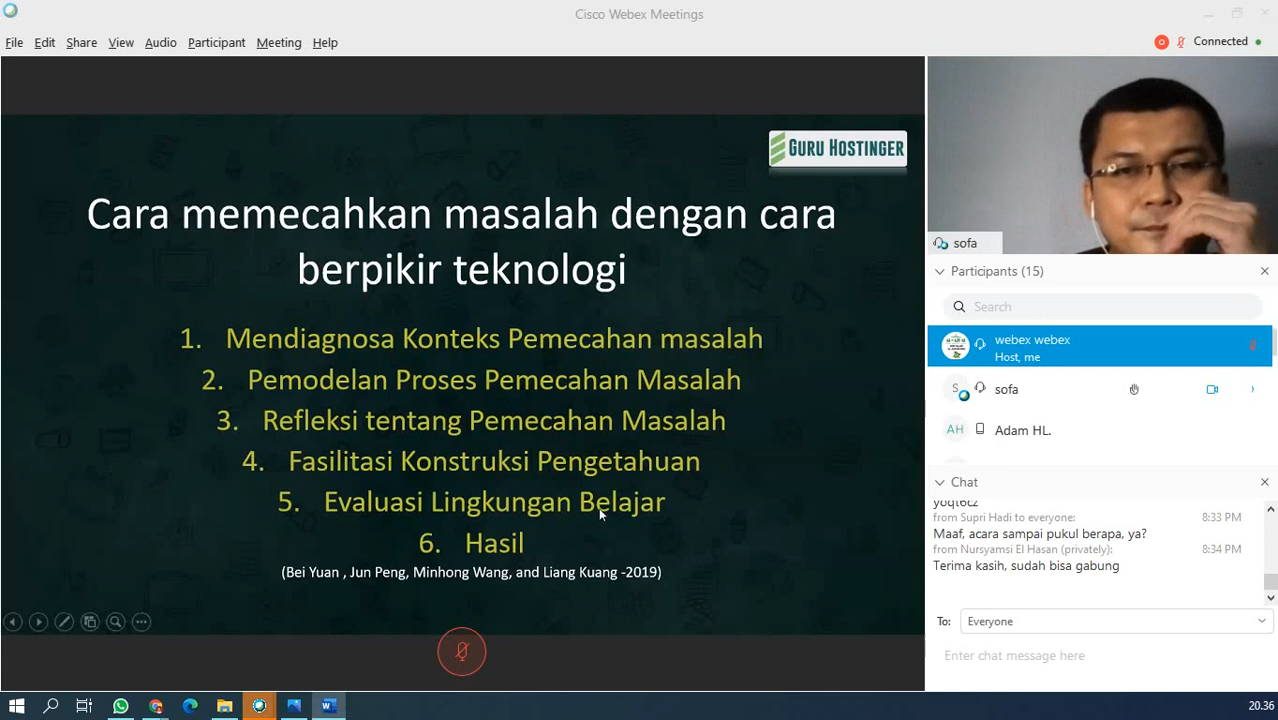 Cisco Webex Meetings
File Edit Share View Audio Participant Meeting Help
Connected
GURU HOSTINGER
Cara memecahkan masalah dengan cara
berpikir teknologi
1. Mendiagnosa Konteks Pemecahan masalah
2. Pemodelan Proses Pemecahan Masalah
3. Refleksi tentang Pemecahan Masalah
4. Fasilitasi Konstruksi Pengetahuan
5. Evaluasi Lingkungan Belajar
6. Hasil
(Bei Yuan , Jun Peng, Minhong Wang, and Liang Kuang -2019)
sofa
Participants (15)
Search
webex webex
Host, me
S
sofa
AH
Adam HL.
Chat
from Supri Hadi to everyone: 8:33 PM
Maaf, acara sampai pukul berapa, ya?
from Nursyamsi El Hasan (privately): 8:34 PM
Terima kasih, sudah bisa gabung
To: Everyone
Enter chat message here
20.36